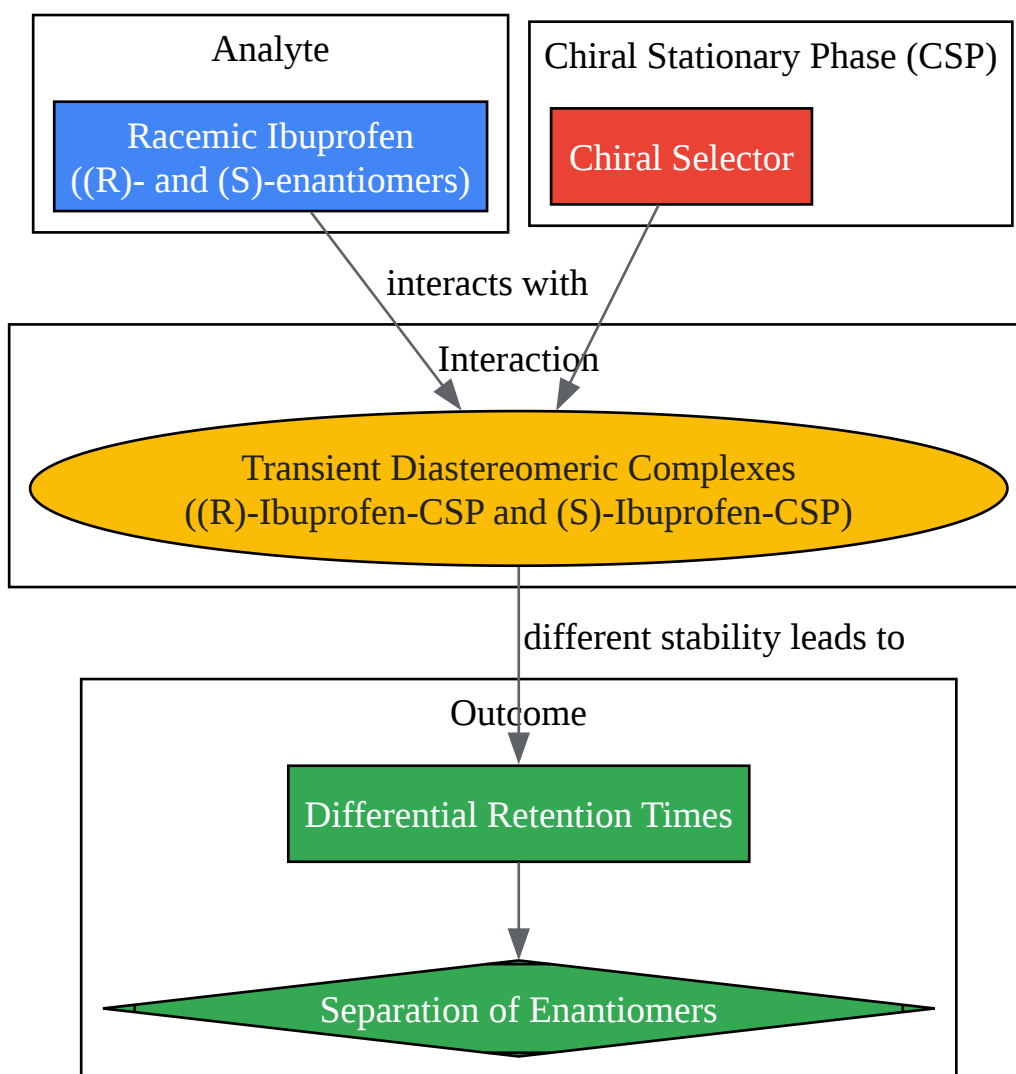 Analyte
Chiral Stationary Phase (CSP)
Racemic Ibuprofen
((R)- and (S)-enantiomers)
Chiral Selector
interacts with
Interaction
Transient Diastereomeric Complexes
((R)-Ibuprofen-CSP and (S)-Ibuprofen-CSP)
different stability leads to
Outcome
Differential Retention Times
Separation of Enantiomers